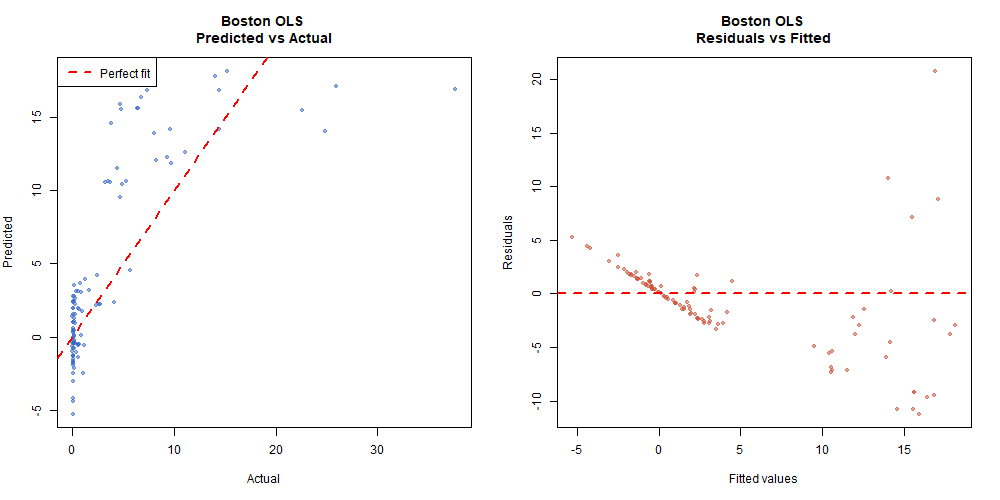 Boston OLS
Predicted vs Actual
Perfect fit
Predicted
15
10
5
0
-5
0
10
20
30
Actual
Boston OLS
Residuals vs Fitted
Residuals
20
15
10
5
0
-5
-10
-5
0
5
10
15
Fitted values